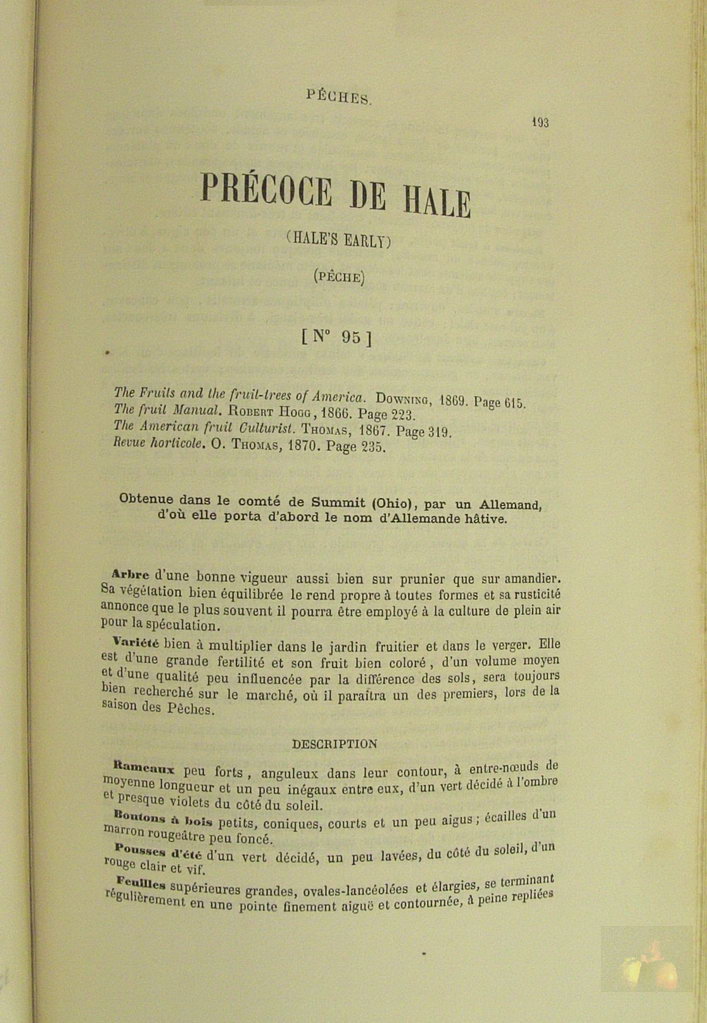 PÊCHES.
193
PRÉCOCE DE HALE
(HALE'S EARLY)
(PÊCHE)
[ N° 95 ]
The Fruits and the fruit-trees of America. DOWNING, 1869. Page 615.
The fruit Manual. ROBERT HOGG, 1866. Page 223.
The American fruit Culturist. THOMAS, 1867. Page 319.
Revue horticole. O. THOMAS, 1870. Page 235.
Obtenue dans le comté de Summit (Ohio), par un Allemand,
d'où elle porta d'abord le nom d'Allemande hâtive.
Arbre d'une bonne vigueur aussi bien sur prunier que sur amandier.
Sa végétation bien équilibrée le rend propre à toutes formes et sa rusticité
annonce que le plus souvent il pourra être employé à la culture de plein air
pour la spéculation.
Variété bien à multiplier dans le jardin fruitier et dans le verger. Elle
est d'une grande fertilité et son fruit bien coloré, d'un volume moyen
et d'une qualité peu influencée par la différence des sols, sera toujours
bien recherché sur le marché, où il paraîtra un des premiers, lors de la
saison des Pêches.
DESCRIPTION
Rameaux peu forts, anguleux dans leur contour, à entre-nœuds de
moyenne longueur et un peu inégaux entre eux, d'un vert décidé à l'ombre
et presque violets du côté du soleil.
Boutons à bois petits, coniques, courts et un peu aigus ; écailles d'un
marron rougeâtre peu foncé.
Pousses d'été d'un vert décidé, un peu lavées, du côté du soleil, d'un
rouge clair et vif.
Feuilles supérieures grandes, ovales-lancéolées et élargies, se terminant
régulièrement en une pointe finement aiguë et contournée, à peine repliées